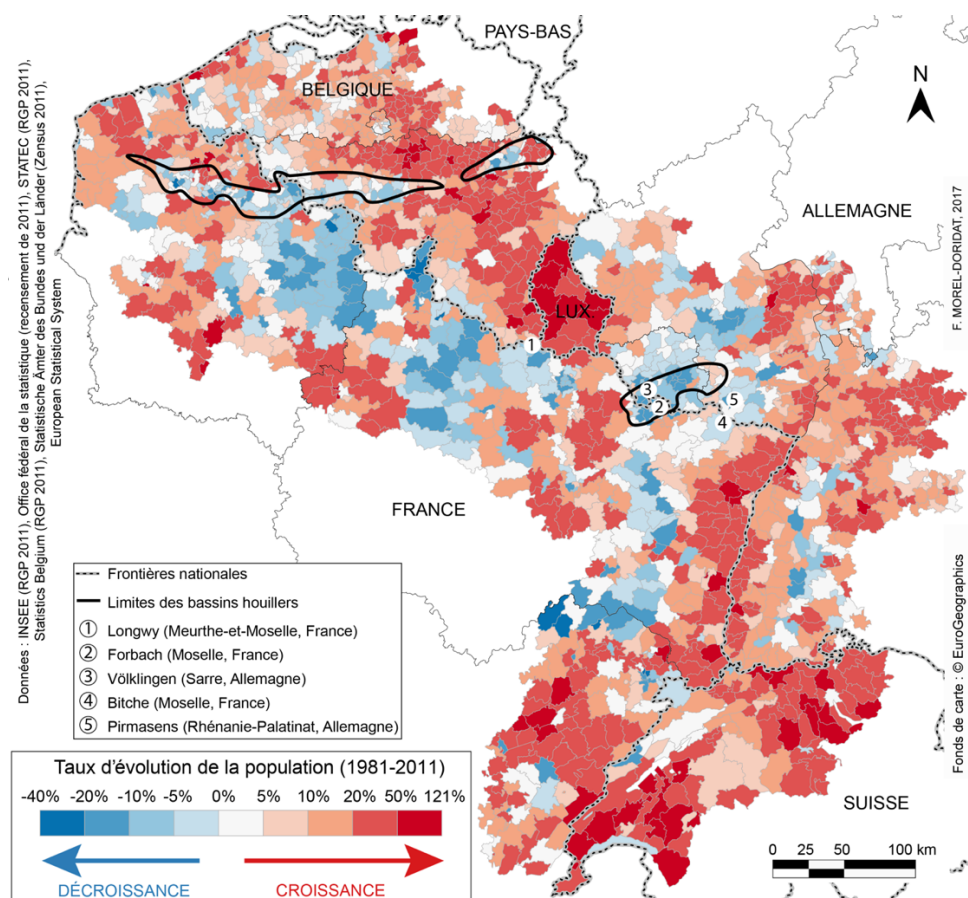 PAYS-BAS
BELGIQUE
N
ALLEMAGNE
LUX.
FRANCE
SUISSE
1
2
3
4
5
Données : INSEE (RGP 2011), Office fédéral de la statistique (recensement de 2011), STATEC (RGP 2011),
Statistics Belgium (RGP 2011), Statistische Ämter des Bundes und der Länder (Zensus 2011),
European Statistical System
F. MOREL-DORIDAT, 2017
Fonds de carte : © EuroGeographics
Frontières nationales
Limites des bassins houillers
1 Longwy (Meurthe-et-Moselle, France)
2 Forbach (Moselle, France)
3 Völklingen (Sarre, Allemagne)
4 Bitche (Moselle, France)
5 Pirmasens (Rhénanie-Palatinat, Allemagne)
Taux d'évolution de la population (1981-2011)
-40% -20% -10% -5% 0% 5% 10% 20% 50% 121%
DÉCROISSANCE CROISSANCE
0 25 50 100 km